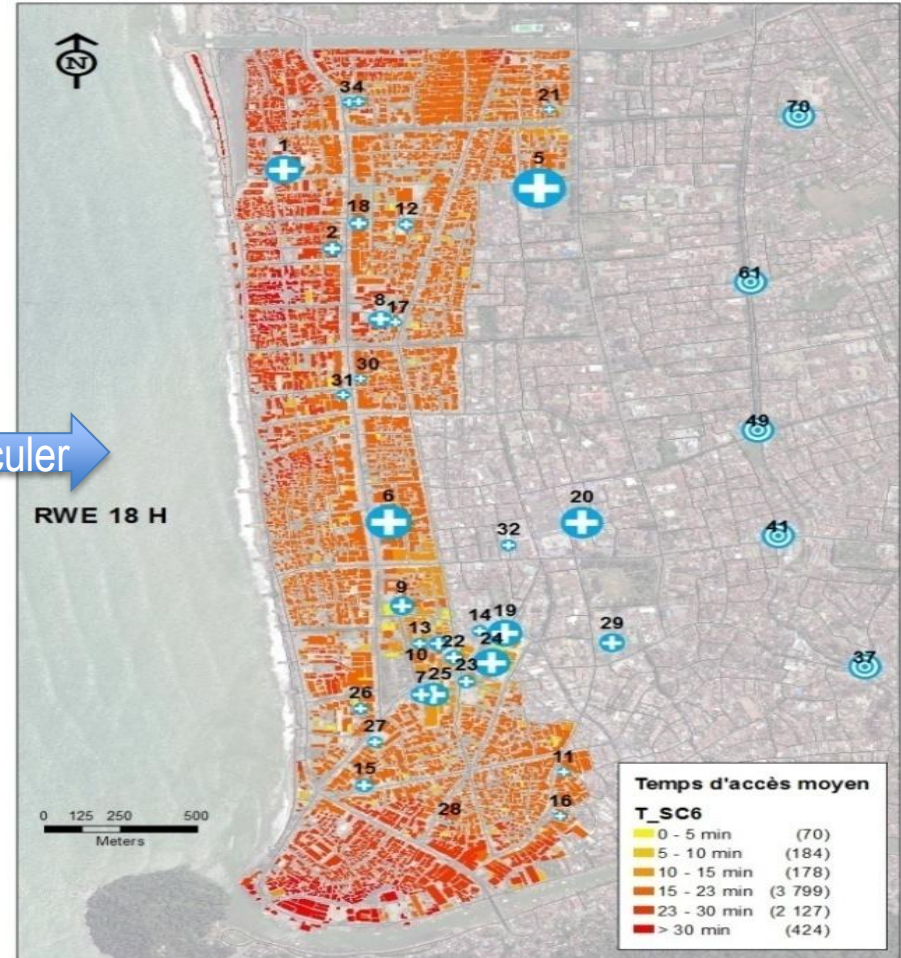 N
34
21
70
1
5
18
12
2
61
8
17
30
31
49
culer
RWE 18 H
6
20
32
41
9
14
19
13
10
22
24
29
23
37
7
25
26
27
15
11
16
28
0 125 250 500
Meters
Temps d'accès moyen
T_SC6
0 - 5 min (70)
5 - 10 min (184)
10 - 15 min (178)
15 - 23 min (3 799)
23 - 30 min (2 127)
> 30 min (424)